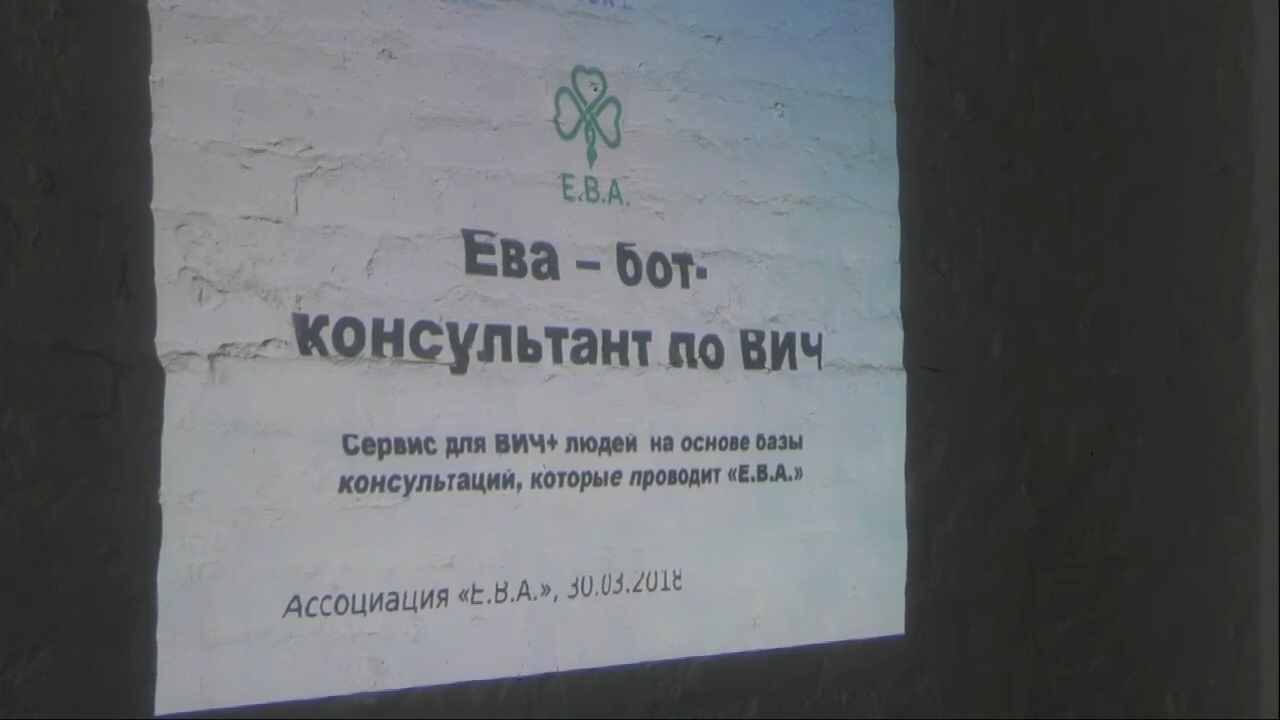 Е.В.А.
Ева – бот-
консультант по ВИЧ
Сервис для ВИЧ+ людей на основе базы
консультаций, которые проводит «Е.В.А.»
Ассоциация «Е.В.А.», 30.03.2018